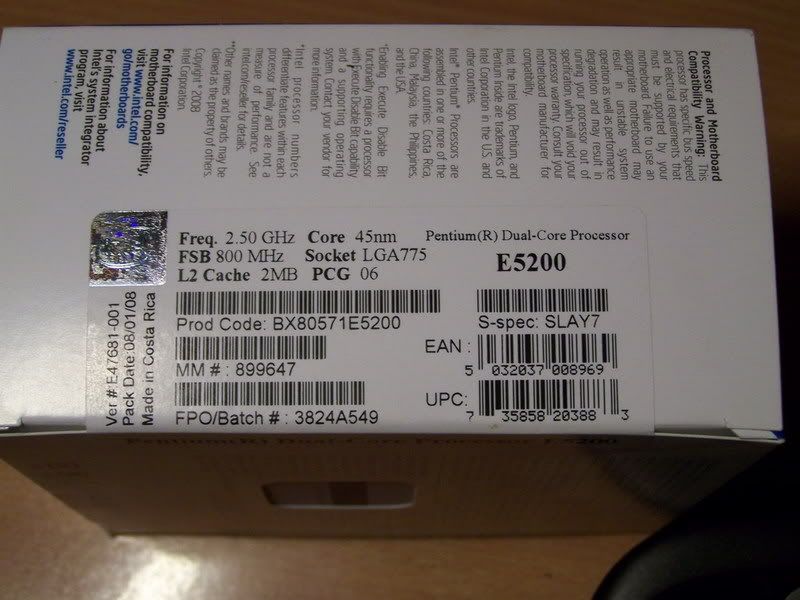 Processor and Motherboard
Compatibility Warning: This
processor has specific bus speed
and electrical requirements that
must be supported by your
motherboard. Failure to use an
appropriate motherboard may
result in unstable system
operation as well as performance
degradation and may result in
running your processor out of
specification which will void your
processor warranty. Consult your
motherboard manufacturer for
compatibility.
Intel, the Intel logo, Pentium, and
Pentium Inside are trademarks of
Intel Corporation in the U.S. and
other countries.
Intel® Pentium® Processors are
assembled in one or more of the
following countries: Costa Rica,
China, Malaysia, the Philippines,
and the USA.
*Enabling Execute Disable Bit
functionality requires a processor
with Execute Disable Bit capability
and a supporting operating
system. Contact your vendor for
more information.
*Intel processor numbers
differentiate features within each
processor family and are not a
measure of performance. See
intel.com/reseller for details.
**Other names and brands may be
claimed as the property of others.
Copyright © 2008
Intel Corporation.
For information on
motherboard compatibility,
visit www.intel.com/
go/motherboards
For information about
Intel's system integrator
program, visit
www.intel.com/reseller
Freq. 2.50 GHz Core 45nm
FSB 800 MHz Socket LGA775
L2 Cache 2MB PCG 06
Pentium(R) Dual-Core Processor
E5200
Prod Code: BX80571E5200
S-spec: SLAY7
MM # : 899647
EAN :
5 032037 008969
FPO/Batch # : 3824A549
UPC:
7 35858 20388 3
Ver # E47681-001
Pack Date:08/01/08
Made in Costa Rica
Pentium(R) Dual-Core Processor E5200